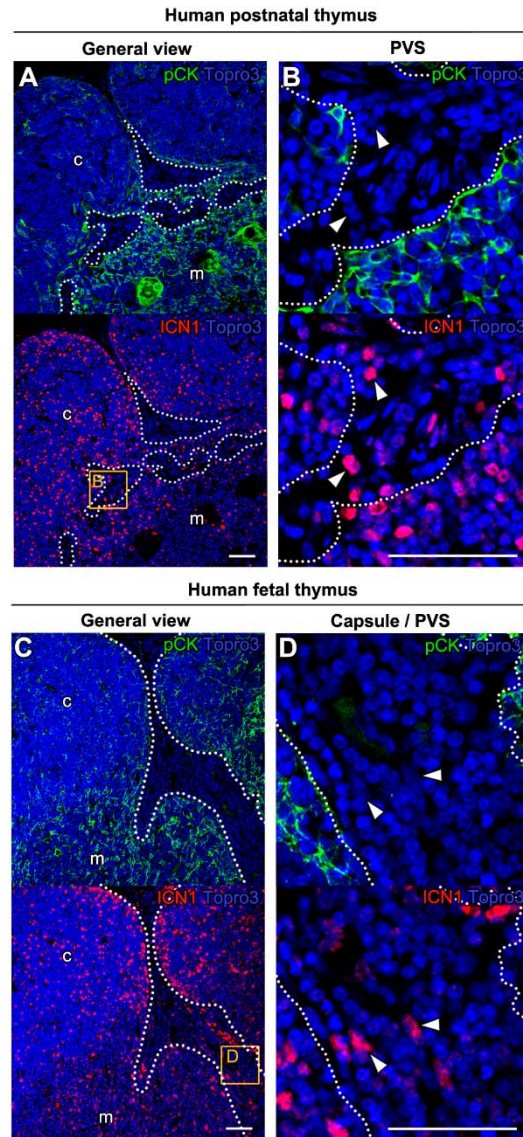 Human postnatal thymus
General view PVS
A pCK Topro3 B pCK Topro3
c
m
ICN1 Topro3 ICN1 Topro3
c
B
m
Human fetal thymus
General view Capsule / PVS
C pCK Topro3 D pCK Topro3
c
m
ICN1 Topro3 ICN1 Topro3
c
D
m